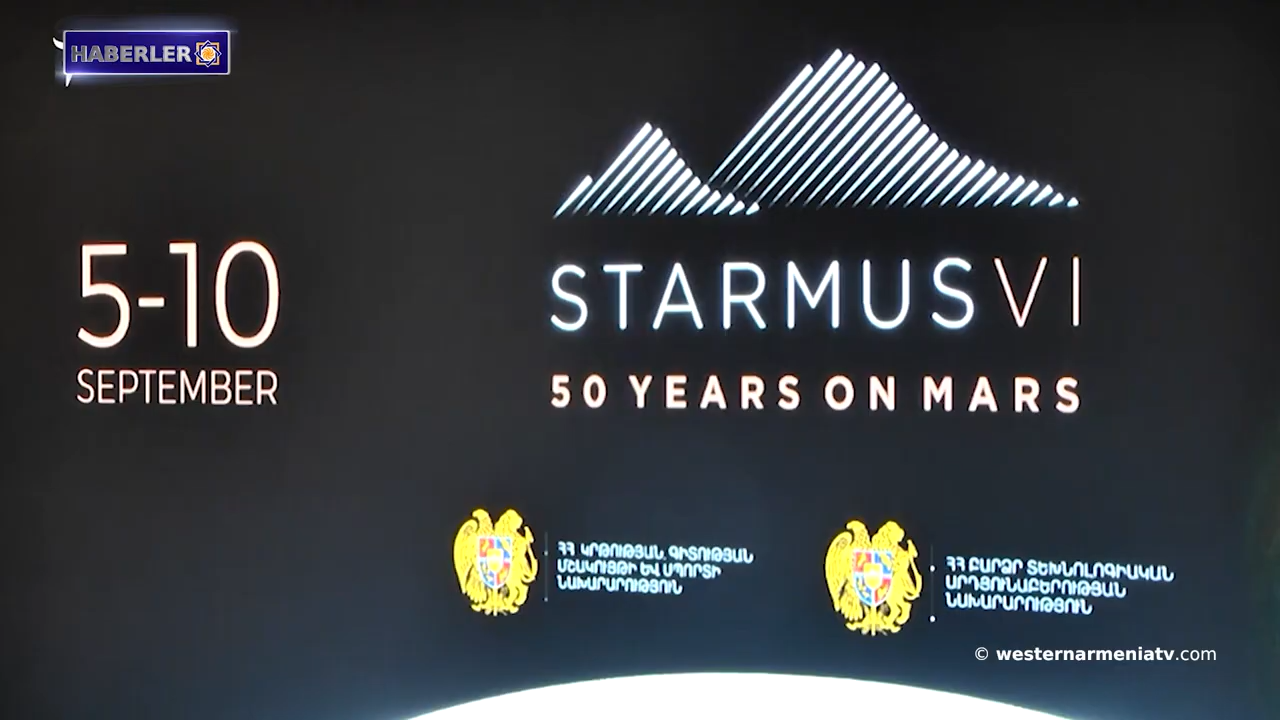 HABERLER
5-10
SEPTEMBER
STARMUS VI
50 YEARS ON MARS
ՀՀ ԿՐԹՈՒԹՅԱՆ, ԳԻՏՈՒԹՅԱՆ
ՄՇԱԿՈՒՅԹԻ ԵՎ ՍՊՈՐՏԻ
ՆԱԽԱՐԱՐՈՒԹՅՈՒՆ
ՀՀ ԲԱՐՁՐ ՏԵԽՆՈԼՈԳԻԱԿԱՆ
ԱՐԴՅՈՒՆԱԲԵՐՈՒԹՅԱՆ
ՆԱԽԱՐԱՐՈՒԹՅՈՒՆ
© westernarmeniatv.com